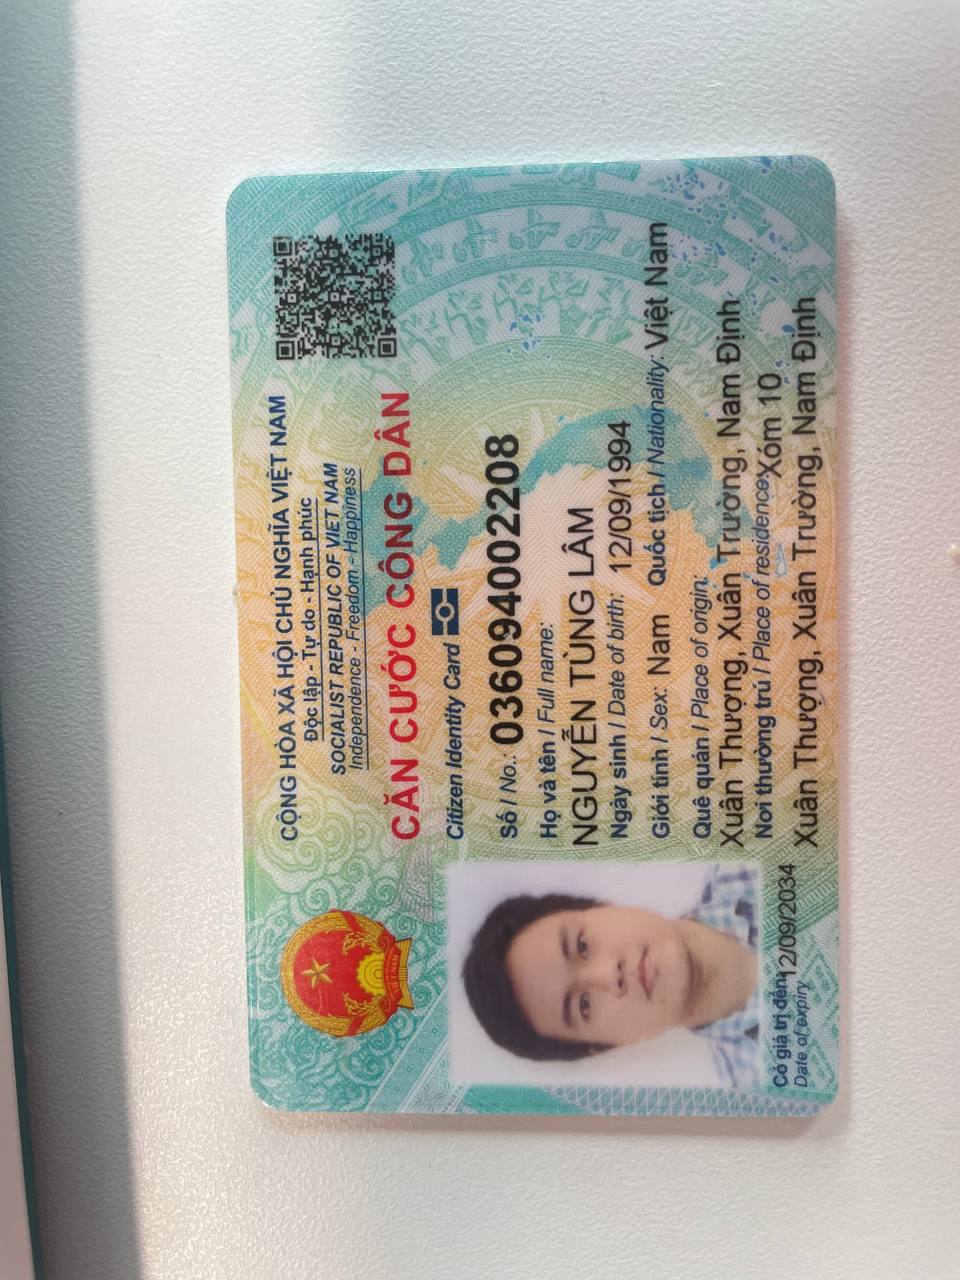 CỘNG HÒA XÃ HỘI CHỦ NGHĨA VIỆT NAM
Độc lập - Tự do - Hạnh phúc
SOCIALIST REPUBLIC OF VIET NAM
Independence - Freedom - Happiness
CĂN CƯỚC CÔNG DÂN
Citizen Identity Card
Số / No.: 036094002208
Họ và tên / Full name:
NGUYỄN TÙNG LÂM
Ngày sinh / Date of birth: 12/09/1994
Giới tính / Sex: Nam Quốc tịch / Nationality: Việt Nam
Quê quán / Place of origin:
Xuân Thượng, Xuân Trường, Nam Định
Nơi thường trú / Place of residence: Xóm 10
Xuân Thượng, Xuân Trường, Nam Định
Có giá trị đến: 12/09/2034
Date of expiry